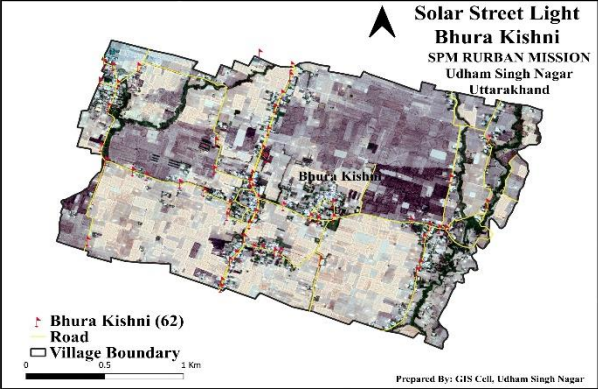 Solar Street Light
Bhura Kishni
SPM RURBAN MISSION
Udham Singh Nagar
Uttarakhand
Bhura Kishni
Bhura Kishni (62)
Road
Village Boundary
0 0.5 1 Km
Prepared By: GIS Cell, Udham Singh Nagar